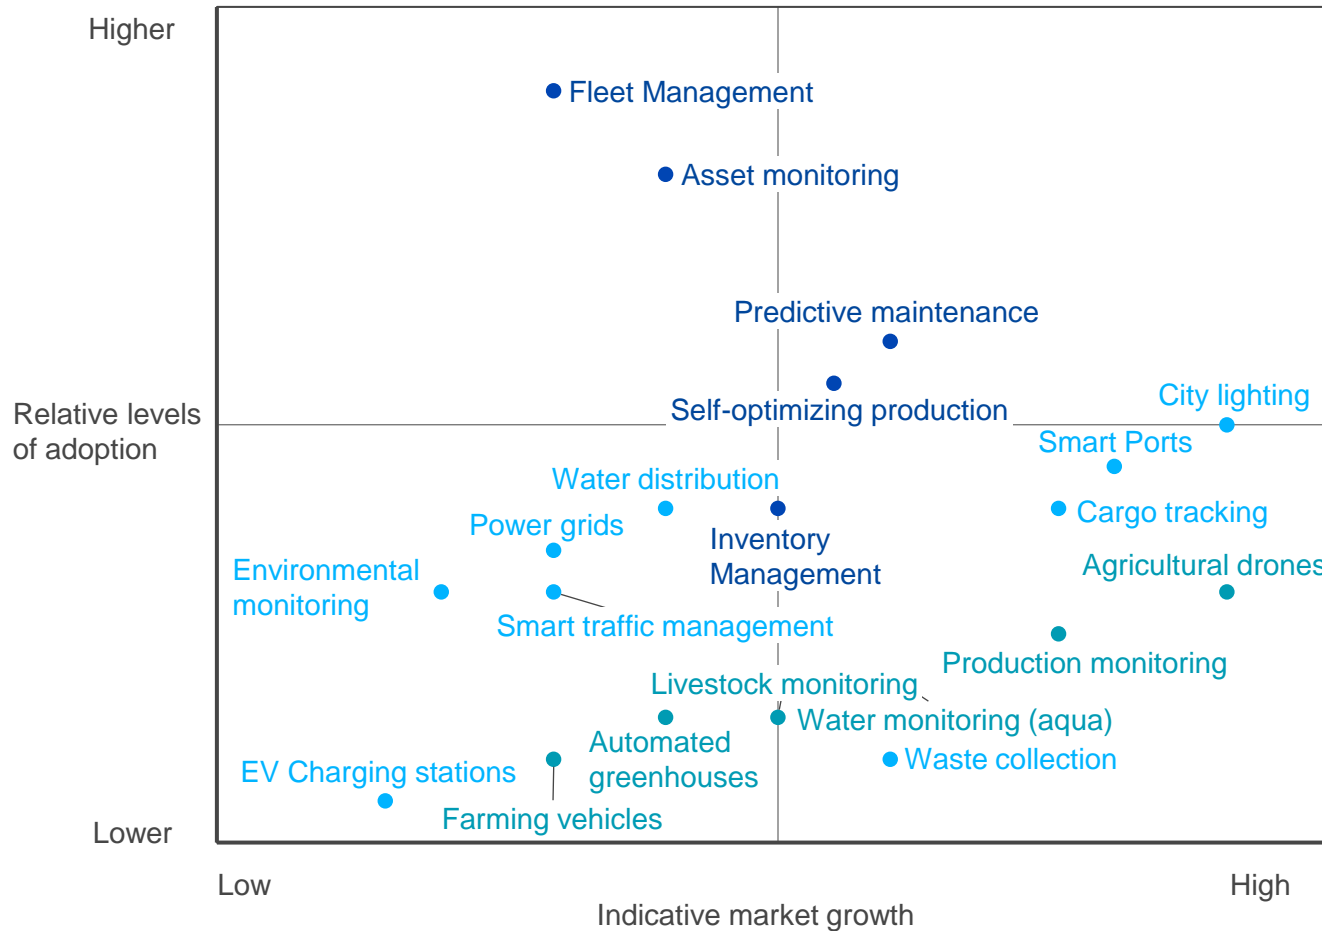 Higher
Fleet Management
Asset monitoring
Predictive maintenance
Self-optimizing production
City lighting
Relative levels
of adoption
Smart Ports
Water distribution
Cargo tracking
Power grids
Inventory
Management
Environmental
monitoring
Agricultural drones
Smart traffic management
Production monitoring
Livestock monitoring
Water monitoring (aqua)
Automated
greenhouses
Waste collection
EV Charging stations
Farming vehicles
Lower
Low
High
Indicative market growth